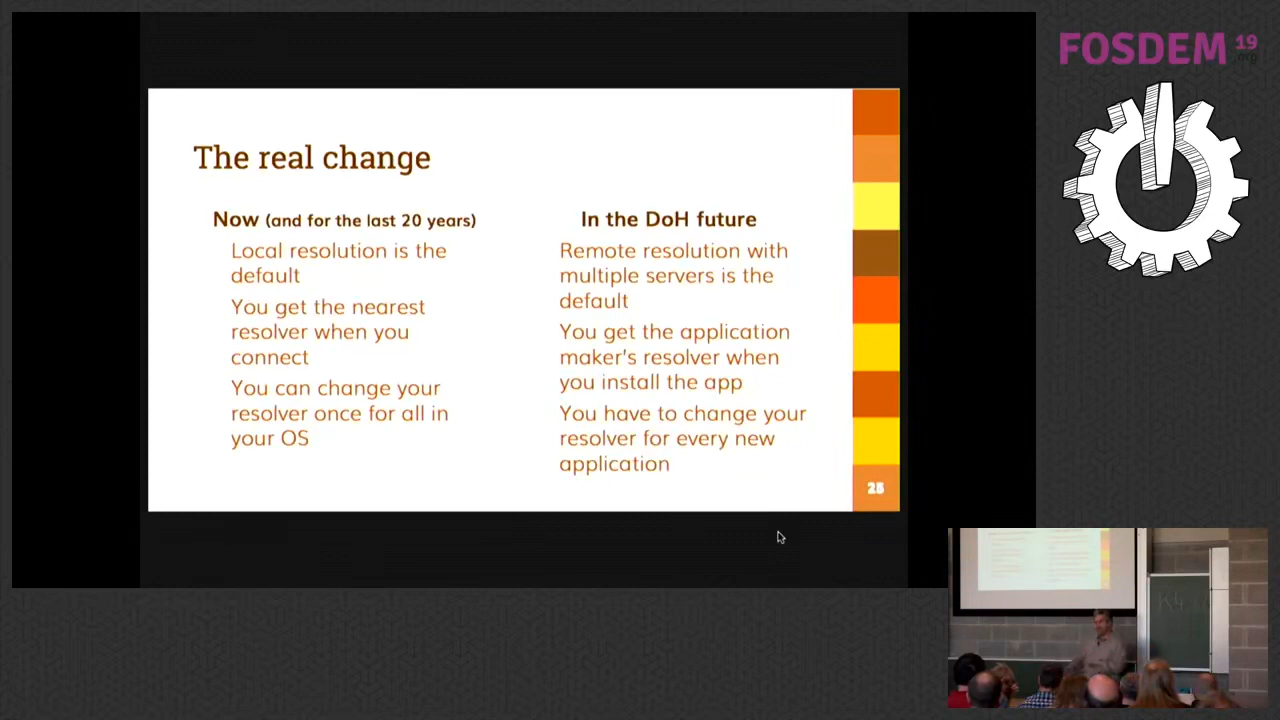 FOSDEM 19
.org
The real change
Now (and for the last 20 years)
Local resolution is the
default
You get the nearest
resolver when you
connect
You can change your
resolver once for all in
your OS
In the DoH future
Remote resolution with
multiple servers is the
default
You get the application
maker's resolver when
you install the app
You have to change your
resolver for every new
application
25